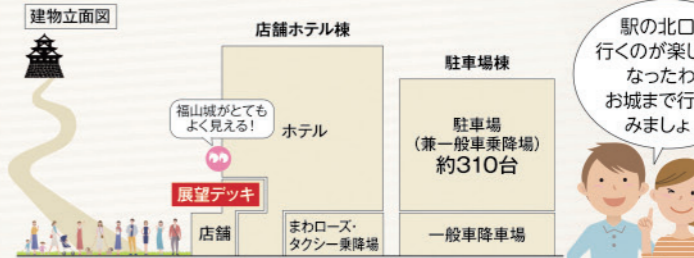 建物立面図
店舗ホテル棟
駐車場棟
福山城がとても
よく見える!
ホテル
展望デッキ
店舗
まわローズ・
タクシー乗降場
駐車場
(兼一般車乗降場)
約310台
一般車降車場
駅の北口
行くのが楽し
なったわ
お城まで行
みましょ